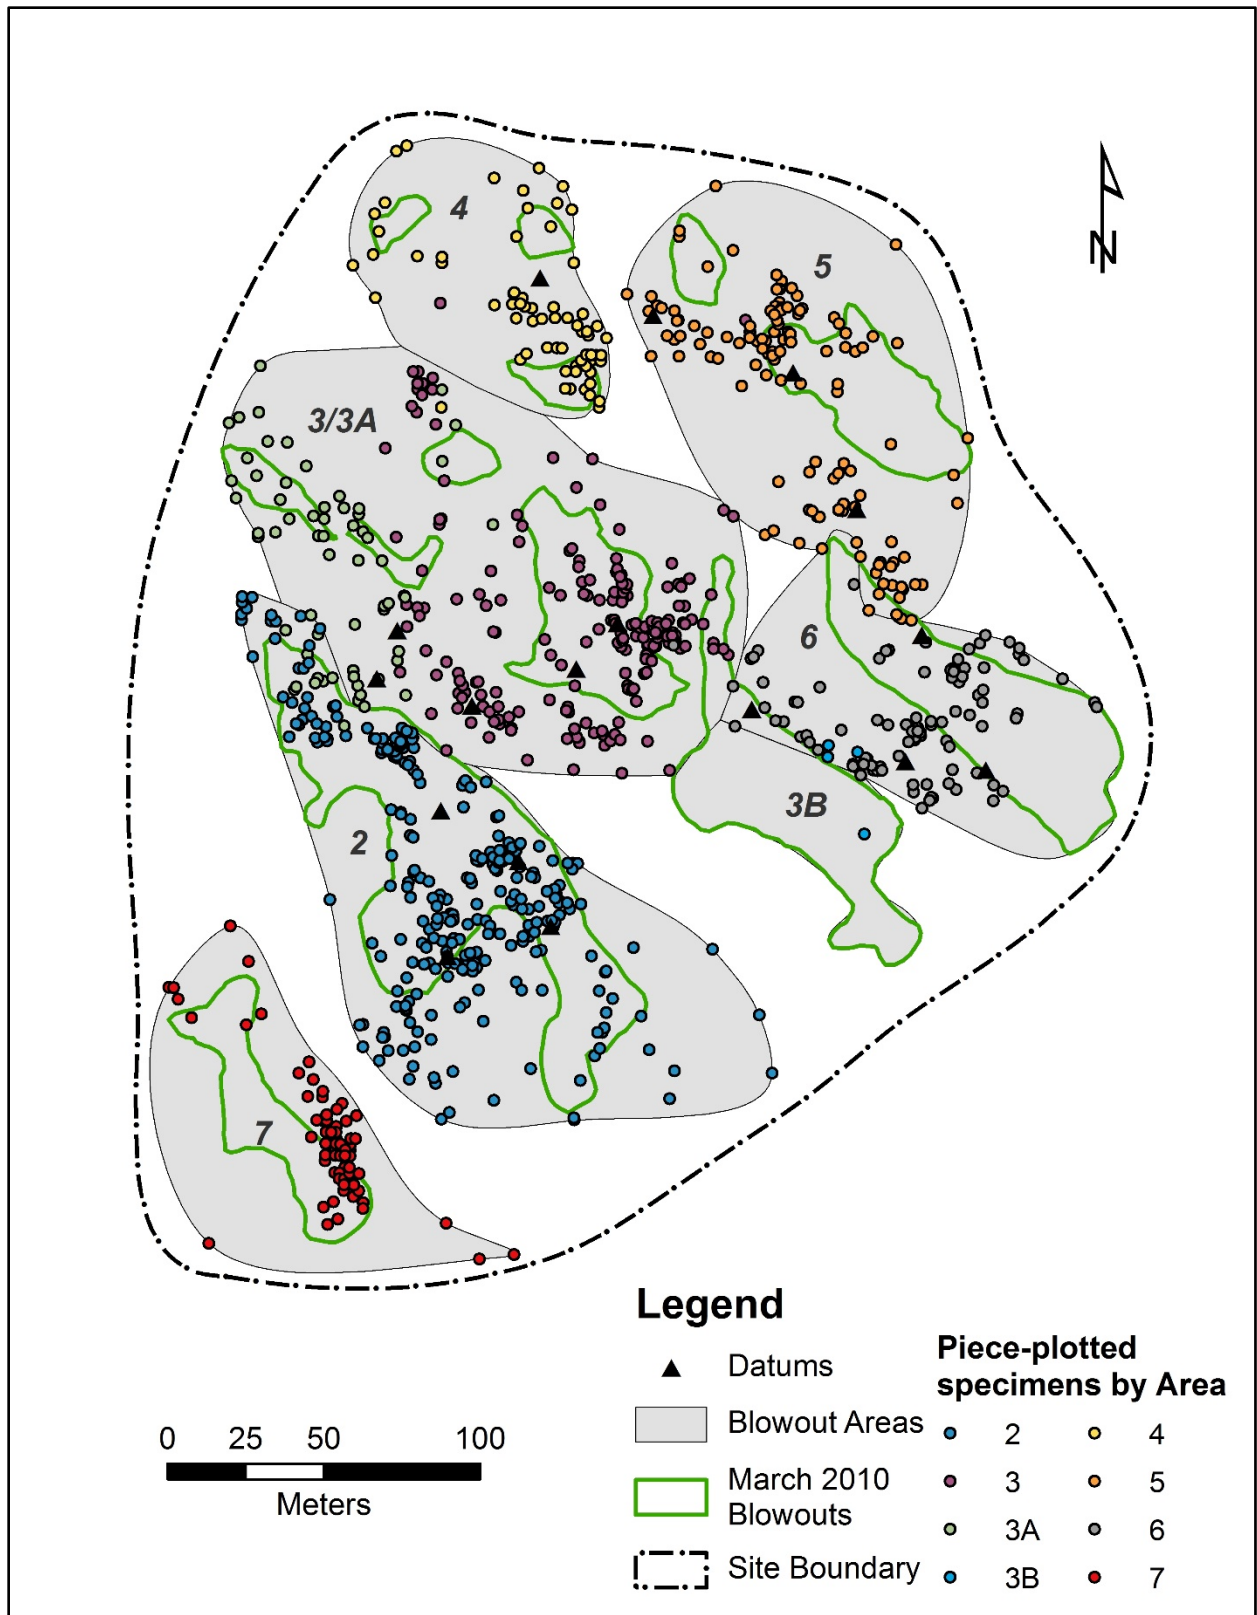 4
5
N
3/3A
6
3B
2
7
Legend
Datums
Blowout Areas
March 2010
Blowouts
Site Boundary
Piece-plotted
specimens by Area
2
4
3
5
3A
6
3B
7
0 25 50 100
Meters